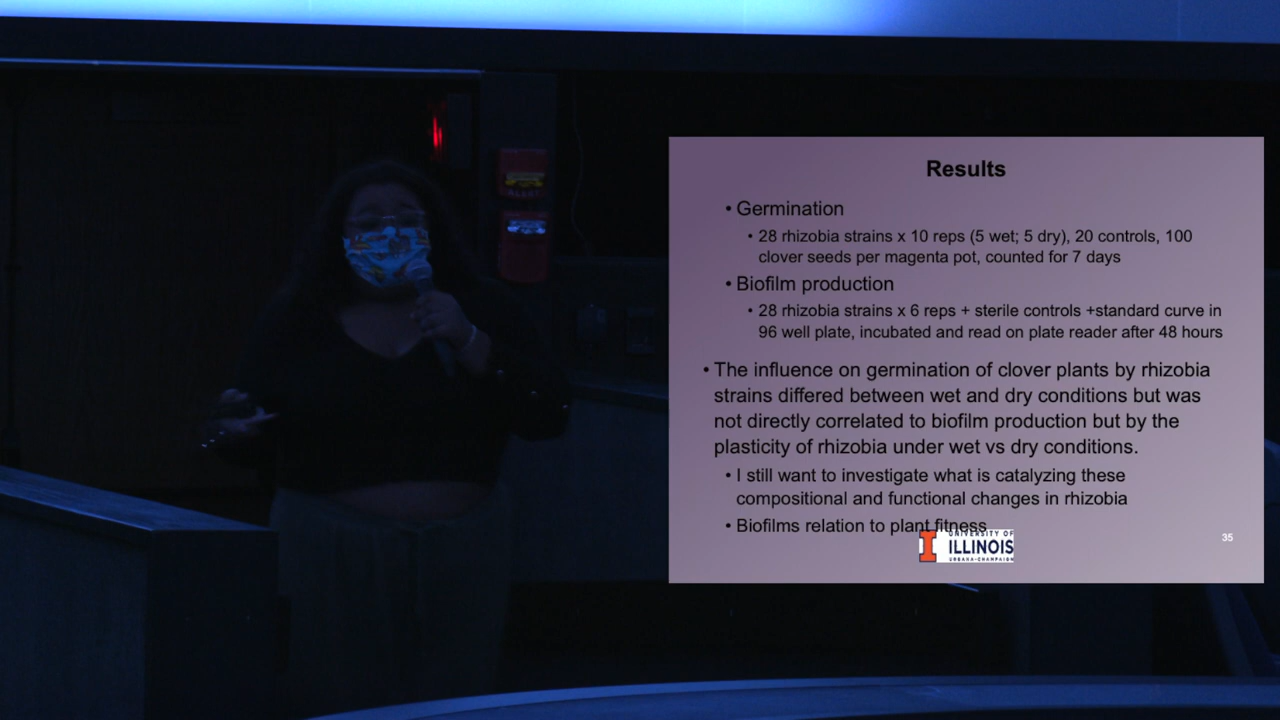 Results
• Germination
• 28 rhizobia strains x 10 reps (5 wet; 5 dry), 20 controls, 100
clover seeds per magenta pot, counted for 7 days
• Biofilm production
• 28 rhizobia strains x 6 reps + sterile controls +standard curve in
96 well plate, incubated and read on plate reader after 48 hours
• The influence on germination of clover plants by rhizobia
strains differed between wet and dry conditions but was
not directly correlated to biofilm production but by the
plasticity of rhizobia under wet vs dry conditions.
• I still want to investigate what is catalyzing these
compositional and functional changes in rhizobia
• Biofilms relation to plant fitness
UNIVERSITY OF
ILLINOIS
URBANA-CHAMPAIGN
35